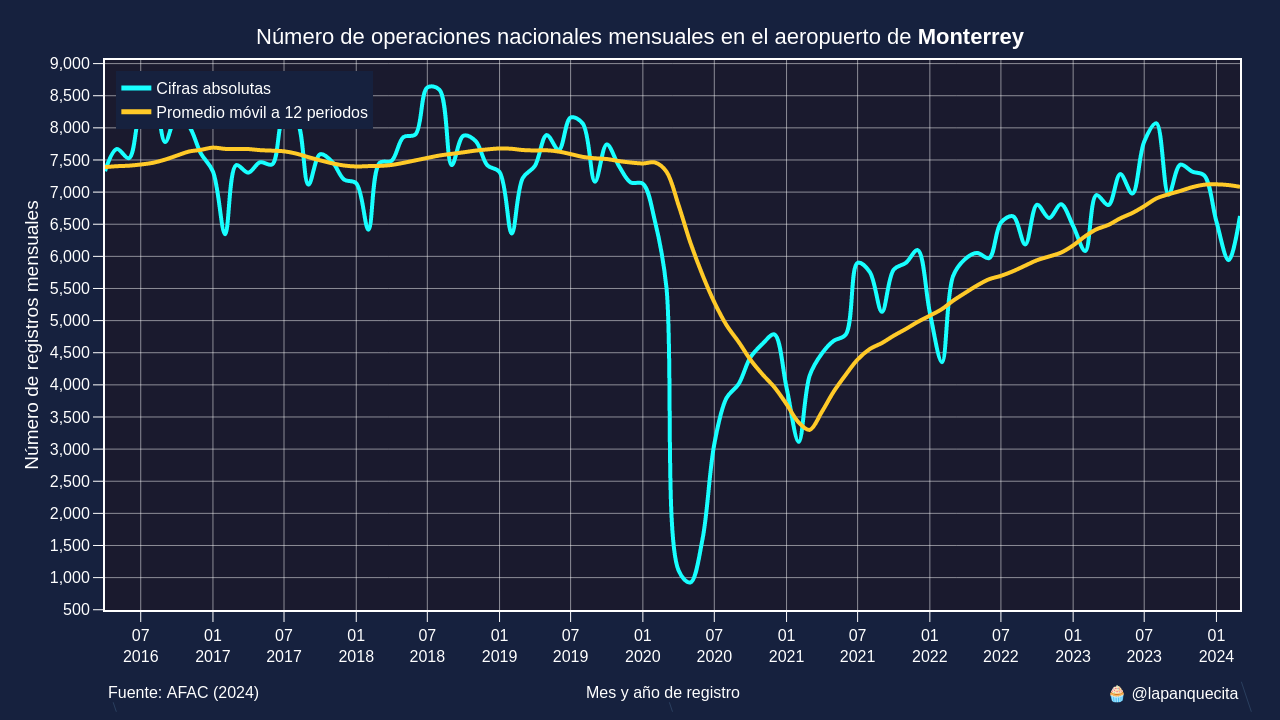 Número de operaciones nacionales mensuales en el aeropuerto de Monterrey
Cifras absolutas
Promedio móvil a 12 periodos
Número de registros mensuales
9,000
8,500
8,000
7,500
7,000
6,500
6,000
5,500
5,000
4,500
4,000
3,500
3,000
2,500
2,000
1,500
1,000
500
07 01 07 01 07 01 07 01 07 01 07 01 07 01 07 01
2016 2017 2017 2018 2018 2019 2019 2020 2020 2021 2021 2022 2022 2023 2023 2024
Fuente: AFAC (2024) Mes y año de registro 🧁 @lapanquecita